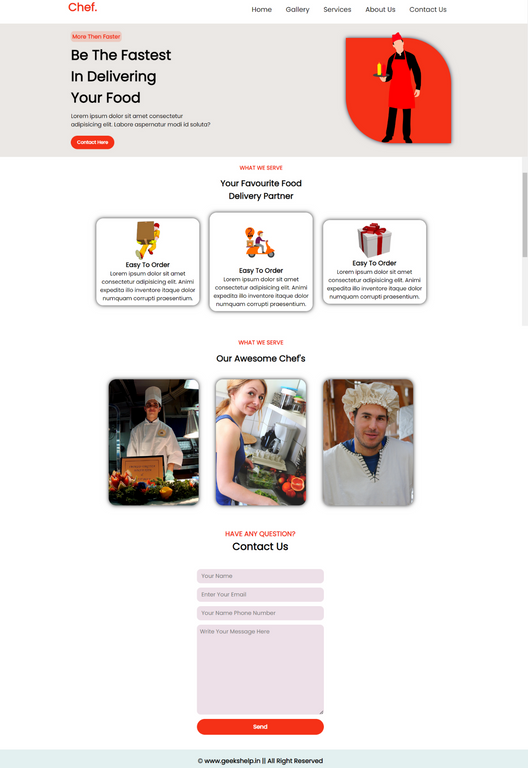 Chef.
Home Gallery Services About Us Contact Us
More Then Faster
Be The Fastest
In Delivering
Your Food
Lorem ipsum dolor sit amet consectetur
adipisicing elit. Labore aspernatur modi id soluta?
Contact Here
WHAT WE SERVE
Your Favourite Food
Delivery Partner
Easy To Order
Lorem ipsum dolor sit amet
consectetur adipisicing elit. Animi
expedita illo inventore itaque dolor
numquam corrupti praesentium.
Easy To Order
Lorem ipsum dolor sit amet
consectetur adipisicing elit. Animi
expedita illo inventore itaque dolor
numquam corrupti praesentium.
Easy To Order
Lorem ipsum dolor sit amet
consectetur adipisicing elit. Animi
expedita illo inventore itaque dolor
numquam corrupti praesentium.
WHAT WE SERVE
Our Awesome Chef's
HAVE ANY QUESTION?
Contact Us
Your Name
Enter Your Email
Your Name Phone Number
Write Your Message Here
Send
© www.geekshelp.in || All Right Reserved